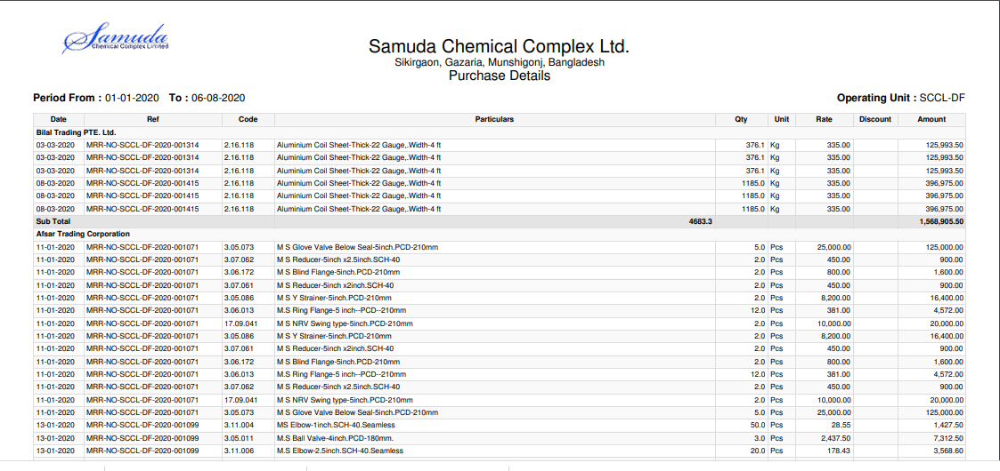 Samuda
Chemical Complex Limited
Samuda Chemical Complex Ltd.
Sikirgaon, Gazaria, Munshigonj, Bangladesh
Purchase Details
Period From : 01-01-2020 To : 06-08-2020 Operating Unit : SCCL-DF
Date Ref Code Particulars Qty Unit Rate Discount Amount
Bilal Trading PTE. Ltd.
03-03-2020 MRR-NO-SCCL-DF-2020-001314 2.16.118 Aluminium Coil Sheet-Thick-22 Gauge,.Width-4 ft 376.1 Kg 335.00 125,993.50
03-03-2020 MRR-NO-SCCL-DF-2020-001314 2.16.118 Aluminium Coil Sheet-Thick-22 Gauge,.Width-4 ft 376.1 Kg 335.00 125,993.50
03-03-2020 MRR-NO-SCCL-DF-2020-001314 2.16.118 Aluminium Coil Sheet-Thick-22 Gauge,.Width-4 ft 376.1 Kg 335.00 125,993.50
08-03-2020 MRR-NO-SCCL-DF-2020-001415 2.16.118 Aluminium Coil Sheet-Thick-22 Gauge,.Width-4 ft 1185.0 Kg 335.00 396,975.00
08-03-2020 MRR-NO-SCCL-DF-2020-001415 2.16.118 Aluminium Coil Sheet-Thick-22 Gauge,.Width-4 ft 1185.0 Kg 335.00 396,975.00
08-03-2020 MRR-NO-SCCL-DF-2020-001415 2.16.118 Aluminium Coil Sheet-Thick-22 Gauge,.Width-4 ft 1185.0 Kg 335.00 396,975.00
Sub Total 4683.3 1,568,905.50
Afsar Trading Corporation
11-01-2020 MRR-NO-SCCL-DF-2020-001071 3.05.073 M S Glove Valve Below Seal-5inch.PCD-210mm 5.0 Pcs 25,000.00 125,000.00
11-01-2020 MRR-NO-SCCL-DF-2020-001071 3.07.062 M S Reducer-5inch x2.5inch.SCH-40 2.0 Pcs 450.00 900.00
11-01-2020 MRR-NO-SCCL-DF-2020-001071 3.06.172 M S Blind Flange-5inch.PCD-210mm 2.0 Pcs 800.00 1,600.00
11-01-2020 MRR-NO-SCCL-DF-2020-001071 3.07.061 M S Reducer-5inch x2inch.SCH-40 2.0 Pcs 450.00 900.00
11-01-2020 MRR-NO-SCCL-DF-2020-001071 3.05.086 M S Y Strainer-5inch.PCD-210mm 2.0 Pcs 8,200.00 16,400.00
11-01-2020 MRR-NO-SCCL-DF-2020-001071 3.06.013 M.S Ring Flange-5 inch--PCD--210mm 12.0 Pcs 381.00 4,572.00
11-01-2020 MRR-NO-SCCL-DF-2020-001071 17.09.041 M S NRV Swing type-5inch.PCD-210mm 2.0 Pcs 10,000.00 20,000.00
11-01-2020 MRR-NO-SCCL-DF-2020-001071 3.05.086 M S Y Strainer-5inch.PCD-210mm 2.0 Pcs 8,200.00 16,400.00
11-01-2020 MRR-NO-SCCL-DF-2020-001071 3.07.061 M S Reducer-5inch x2inch.SCH-40 2.0 Pcs 450.00 900.00
11-01-2020 MRR-NO-SCCL-DF-2020-001071 3.06.172 M S Blind Flange-5inch.PCD-210mm 2.0 Pcs 800.00 1,600.00
11-01-2020 MRR-NO-SCCL-DF-2020-001071 3.06.013 M.S Ring Flange-5 inch--PCD--210mm 12.0 Pcs 381.00 4,572.00
11-01-2020 MRR-NO-SCCL-DF-2020-001071 3.07.062 M S Reducer-5inch x2.5inch.SCH-40 2.0 Pcs 450.00 900.00
11-01-2020 MRR-NO-SCCL-DF-2020-001071 17.09.041 M S NRV Swing type-5inch.PCD-210mm 2.0 Pcs 10,000.00 20,000.00
11-01-2020 MRR-NO-SCCL-DF-2020-001071 3.05.073 M S Glove Valve Below Seal-5inch.PCD-210mm 5.0 Pcs 25,000.00 125,000.00
13-01-2020 MRR-NO-SCCL-DF-2020-001099 3.11.004 MS Elbow-1inch.SCH-40.Seamless 50.0 Pcs 28.55 1,427.50
13-01-2020 MRR-NO-SCCL-DF-2020-001099 3.05.011 M.S Ball Valve-4inch.PCD-180mm. 3.0 Pcs 2,437.50 7,312.50
13-01-2020 MRR-NO-SCCL-DF-2020-001099 3.11.006 M.S Elbow-2.5inch.SCH-40.Seamless 20.0 Pcs 178.43 3,568.60